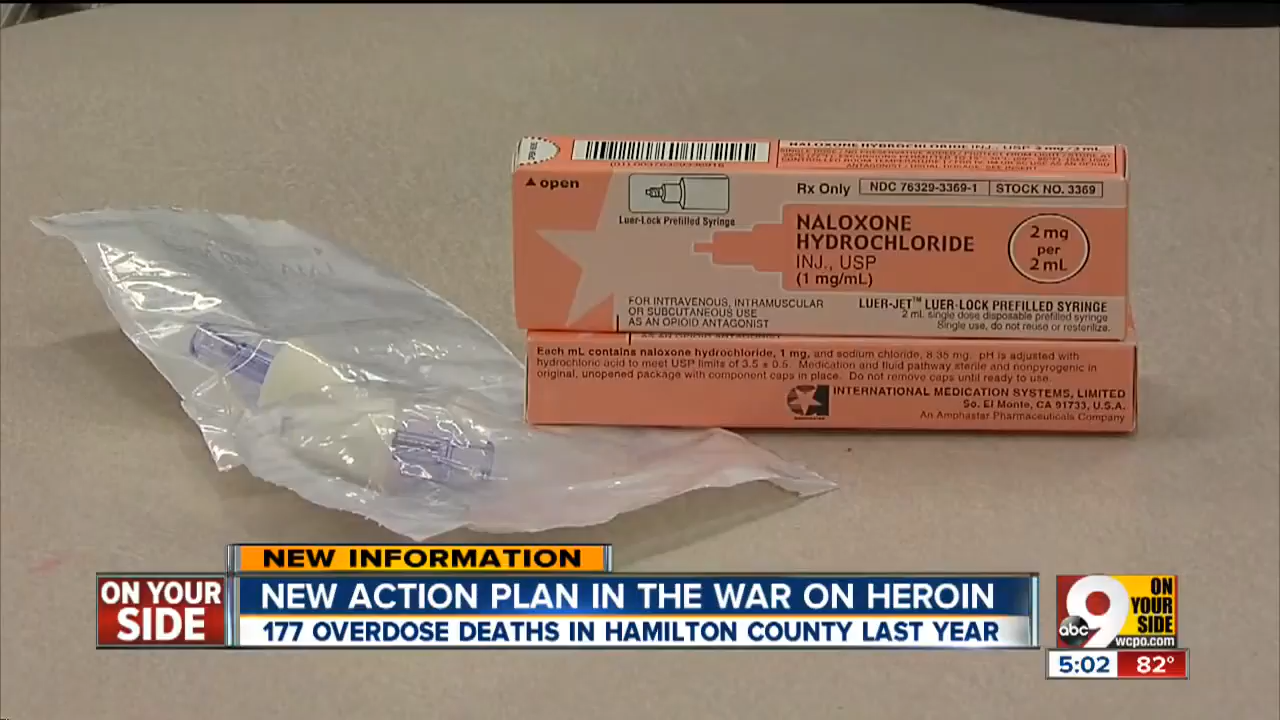 open
Luer-Lock Prefilled Syringe
Rx Only
NDC 76329-3369-1
STOCK NO. 3369
NALOXONE
HYDROCHLORIDE
INJ., USP
(1 mg/mL)
2 mg
per
2 mL
FOR INTRAVENOUS, INTRAMUSCULAR
OR SUBCUTANEOUS USE
AS AN OPIOID ANTAGONIST
LUER-JET™ LUER-LOCK PREFILLED SYRINGE
2 mL single dose disposable prefilled syringe
Single use, do not reuse or resterilize.
Each mL contains naloxone hydrochloride, 1 mg, and sodium chloride, 8.35 mg. pH is adjusted with
hydrochloric acid to meet USP limits of 3.5 ± 0.5. Medication and fluid pathway sterile and nonpyrogenic in
original, unopened package with component caps in place. Do not remove caps until ready to use.
INTERNATIONAL MEDICATION SYSTEMS, LIMITED
So. El Monte, CA 91733, U.S.A.
An Amphastar Pharmaceuticals Company
NEW INFORMATION
ON YOUR
SIDE
NEW ACTION PLAN IN THE WAR ON HEROIN
177 OVERDOSE DEATHS IN HAMILTON COUNTY LAST YEAR
abc 9
ON
YOUR
SIDE
wcpo.com
5:02 82°